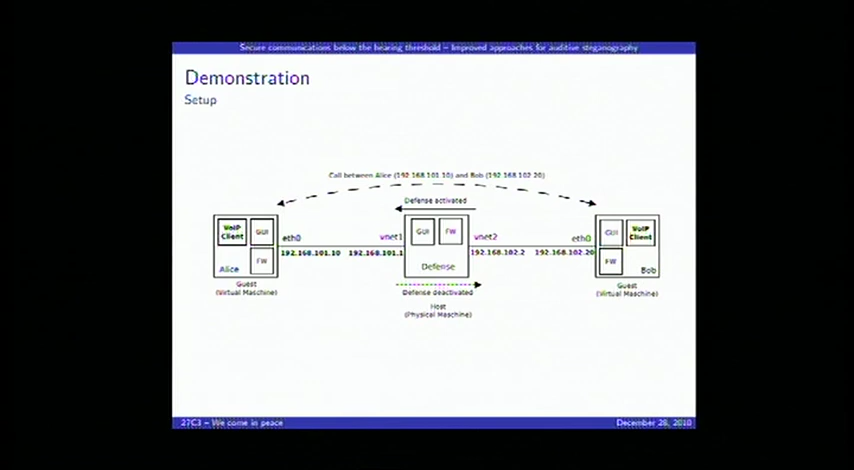 Secure communications below the hearing threshold – Improved approaches for auditive steganography
Demonstration
Setup
Call between Alice (192.168.101.10) and Bob (192.168.102.20)
Defense activated
VoIP Client
GUI
FW
Alice
eth0
192.168.101.10
vnet1
192.168.101.1
GUI
FW
Defense
vnet2
192.168.102.2
eth0
192.168.102.20
GUI
VoIP Client
FW
Bob
Guest
(Virtual Maschine)
Defense deactivated
Host
(Physical Maschine)
Guest
(Virtual Maschine)
27C3 – We come in peace
December 28, 2010